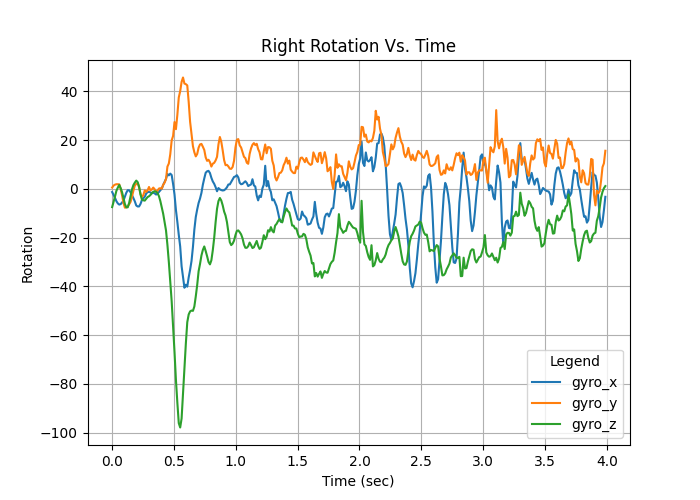 Right Rotation Vs. Time
Rotation
40
20
0
−20
−40
−60
−80
−100
0.0 0.5 1.0 1.5 2.0 2.5 3.0 3.5 4.0
Time (sec)
Legend
gyro_x
gyro_y
gyro_z